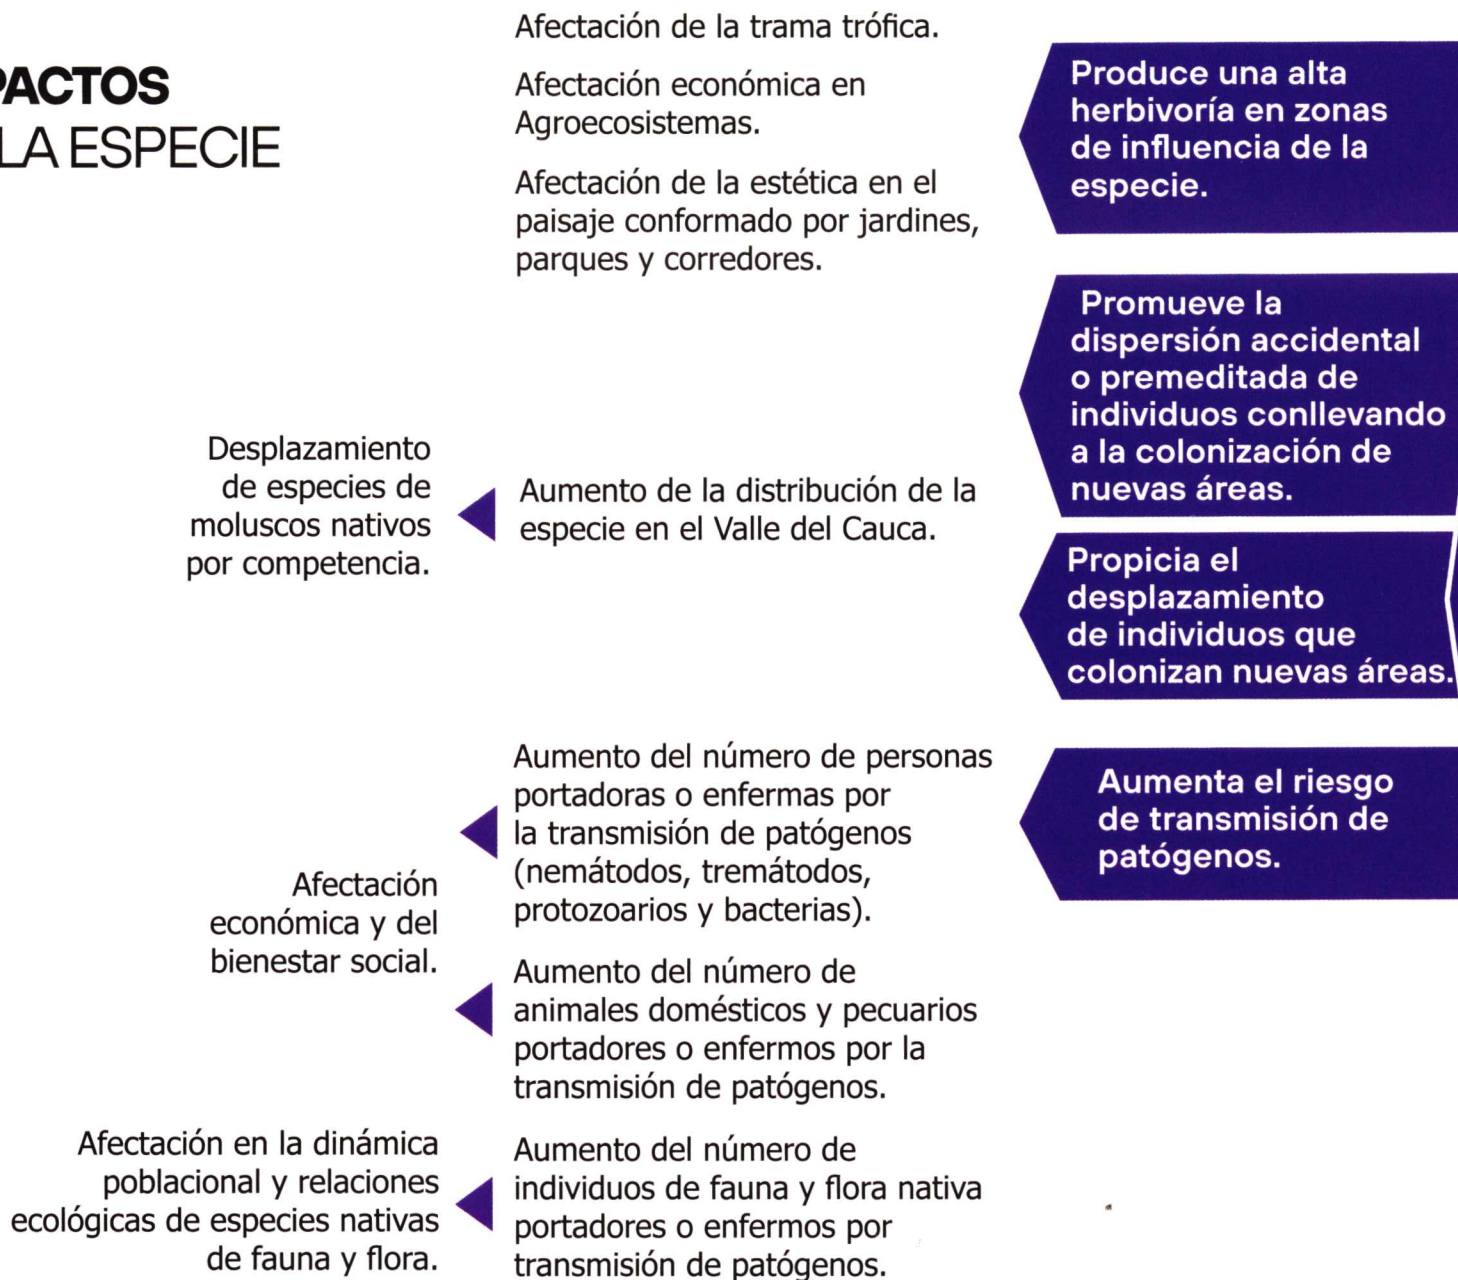 PACTOS
LA ESPECIE
Afectación de la trama trófica.
Afectación económica en
Agroecosistemas.
Afectación de la estética en el
paisaje conformado por jardines,
parques y corredores.
Produce una alta
herbivoría en zonas
de influencia de la
especie.
Promueve la
dispersión accidental
o premeditada de
individuos conllevando
a la colonización de
nuevas áreas.
Desplazamiento
de especies de
moluscos nativos
por competencia.
Aumento de la distribución de la
especie en el Valle del Cauca.
Propicia el
desplazamiento
de individuos que
colonizan nuevas áreas.
Afectación
económica y del
bienestar social.
Aumento del número de personas
portadoras o enfermas por
la transmisión de patógenos
(nemátodos, tremátodos,
protozoarios y bacterias).
Aumenta el riesgo
de transmisión de
patógenos.
Aumento del número de
animales domésticos y pecuarios
portadores o enfermos por la
transmisión de patógenos.
Afectación en la dinámica
poblacional y relaciones
ecológicas de especies nativas
de fauna y flora.
Aumento del número de
individuos de fauna y flora nativa
portadores o enfermos por
transmisión de patógenos.